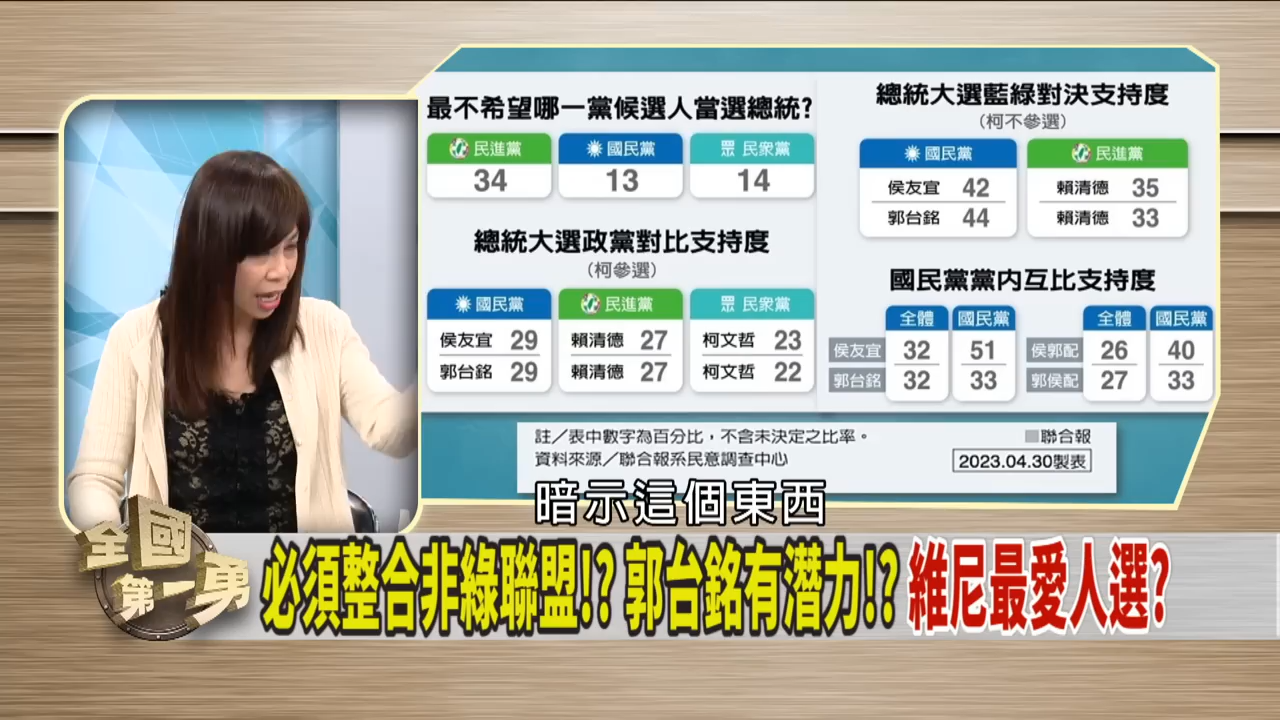 最不希望哪一黨候選人當選總統?
民進黨 國民黨 眾 民眾黨
34 13 14
總統大選政黨對比支持度
(柯參選)
國民黨 民進黨 眾 民眾黨
侯友宜 29 賴清德 27 柯文哲 23
郭台銘 29 賴清德 27 柯文哲 22
總統大選藍綠對決支持度
(柯不參選)
國民黨 民進黨
侯友宜 42 賴清德 35
郭台銘 44 賴清德 33
國民黨黨內互比支持度
全體 國民黨 全體 國民黨
侯友宜 32 51 侯郭配 26 40
郭台銘 32 33 郭侯配 27 33
註／表中數字為百分比，不含未決定之比率。
資料來源／聯合報系民意調查中心
聯合報
2023.04.30製表
暗示這個東西
全國第一勇
必須整合非綠聯盟!? 郭台銘有潛力!? 維尼最愛人選?